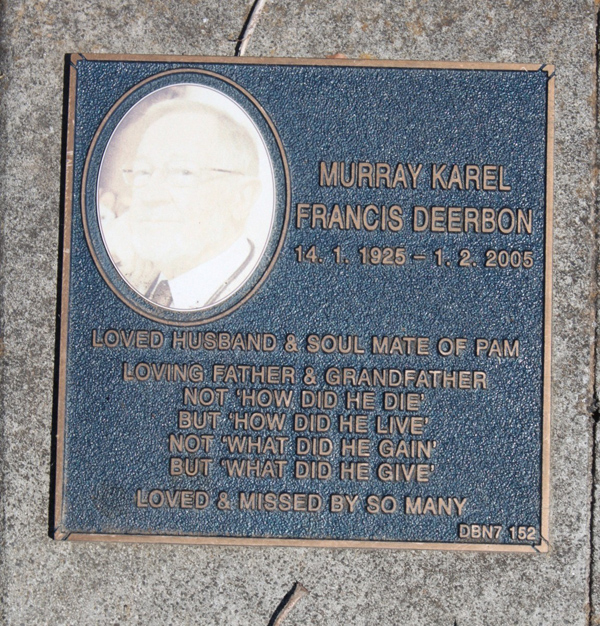 MURRAY KAREL
FRANCIS DEERBON
14. 1. 1925 – 1. 2. 2005
LOVED HUSBAND & SOUL MATE OF PAM
LOVING FATHER & GRANDFATHER
NOT 'HOW DID HE DIE'
BUT 'HOW DID HE LIVE'
NOT 'WHAT DID HE GAIN'
BUT 'WHAT DID HE GIVE'
LOVED & MISSED BY SO MANY
DBN7 152